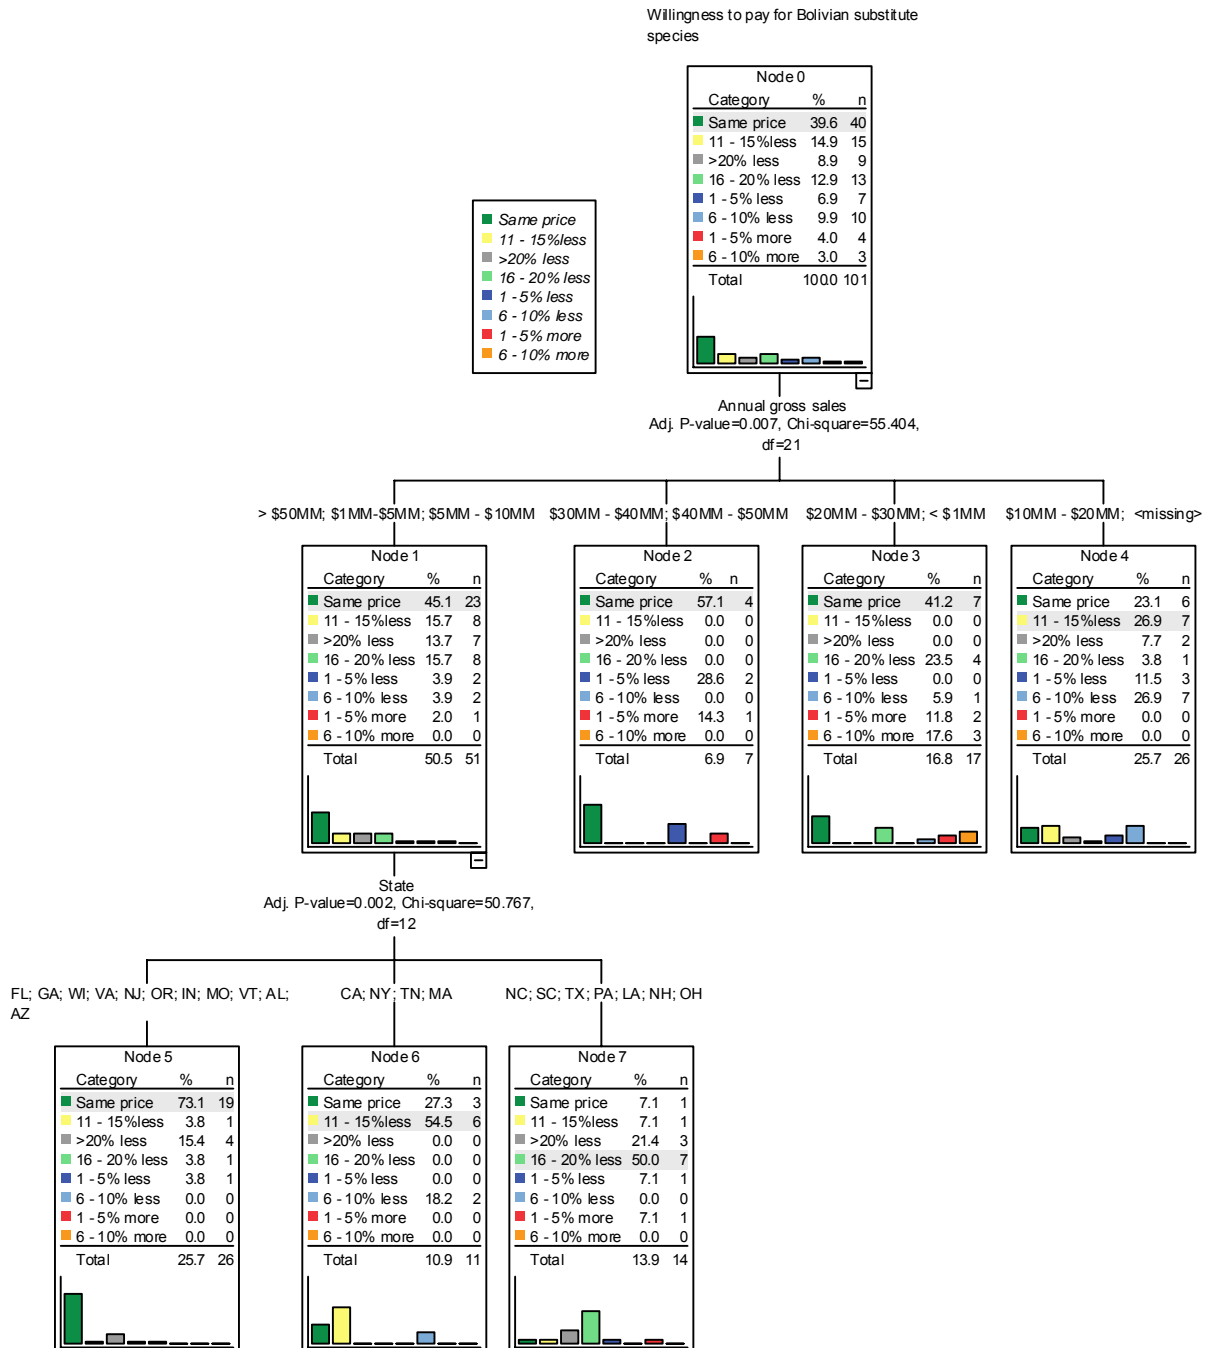 Willingness to pay for Bolivian substitute
species
Node 0
Category % n
Same price 39.6 40
11 - 15%less 14.9 15
>20% less 8.9 9
16 - 20% less 12.9 13
1 - 5% less 6.9 7
6 - 10% less 9.9 10
1 - 5% more 4.0 4
6 - 10% more 3.0 3
Total 100.0 101
Same price
11 - 15%less
>20% less
16 - 20% less
1 - 5% less
6 - 10% less
1 - 5% more
6 - 10% more
Annual gross sales
Adj. P-value=0.007, Chi-square=55.404,
df=21
> $50MM; $1MM-$5MM; $5MM - $10MM
$30MM - $40MM; $40MM - $50MM
$20MM - $30MM; < $1MM
$10MM - $20MM; <missing>
Node 1
Category % n
Same price 45.1 23
11 - 15%less 15.7 8
>20% less 13.7 7
16 - 20% less 15.7 8
1 - 5% less 3.9 2
6 - 10% less 3.9 2
1 - 5% more 2.0 1
6 - 10% more 0.0 0
Total 50.5 51
Node 2
Category % n
Same price 57.1 4
11 - 15%less 0.0 0
>20% less 0.0 0
16 - 20% less 0.0 0
1 - 5% less 28.6 2
6 - 10% less 0.0 0
1 - 5% more 14.3 1
6 - 10% more 0.0 0
Total 6.9 7
Node 3
Category % n
Same price 41.2 7
11 - 15%less 0.0 0
>20% less 0.0 0
16 - 20% less 23.5 4
1 - 5% less 0.0 0
6 - 10% less 5.9 1
1 - 5% more 11.8 2
6 - 10% more 17.6 3
Total 16.8 17
Node 4
Category % n
Same price 23.1 6
11 - 15%less 26.9 7
>20% less 7.7 2
16 - 20% less 3.8 1
1 - 5% less 11.5 3
6 - 10% less 26.9 7
1 - 5% more 0.0 0
6 - 10% more 0.0 0
Total 25.7 26
State
Adj. P-value=0.002, Chi-square=50.767,
df=12
FL; GA; WI; VA; NJ; OR; IN; MO; VT; AL;
AZ
CA; NY; TN; MA
NC; SC; TX; PA; LA; NH; OH
Node 5
Category % n
Same price 73.1 19
11 - 15%less 3.8 1
>20% less 15.4 4
16 - 20% less 3.8 1
1 - 5% less 3.8 1
6 - 10% less 0.0 0
1 - 5% more 0.0 0
6 - 10% more 0.0 0
Total 25.7 26
Node 6
Category % n
Same price 27.3 3
11 - 15%less 54.5 6
>20% less 0.0 0
16 - 20% less 0.0 0
1 - 5% less 0.0 0
6 - 10% less 18.2 2
1 - 5% more 0.0 0
6 - 10% more 0.0 0
Total 10.9 11
Node 7
Category % n
Same price 7.1 1
11 - 15%less 7.1 1
>20% less 21.4 3
16 - 20% less 50.0 7
1 - 5% less 7.1 1
6 - 10% less 0.0 0
1 - 5% more 7.1 1
6 - 10% more 0.0 0
Total 13.9 14